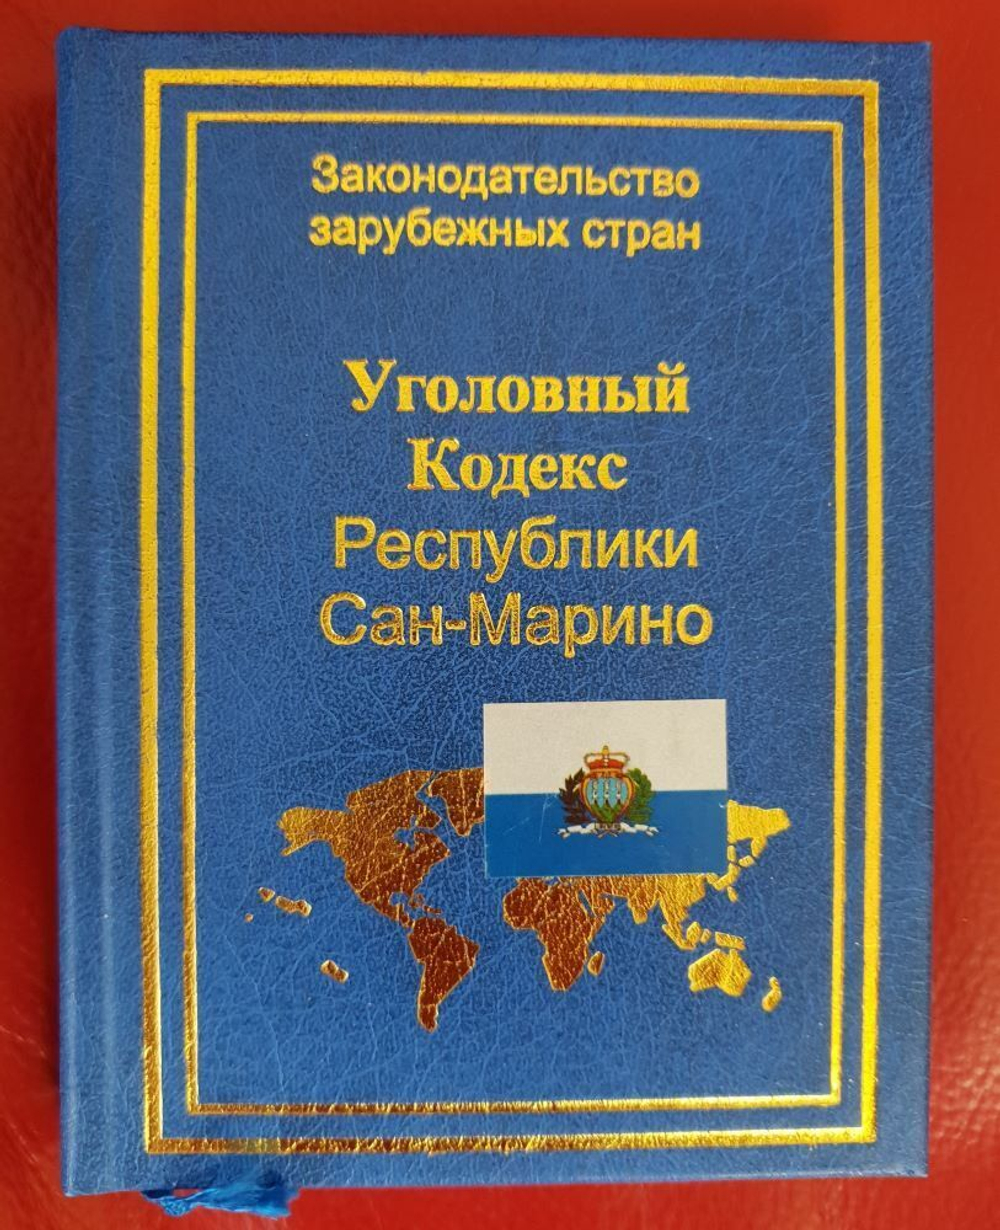 Законодательство
зарубежных стран
Уголовный
Кодекс
Республики
Сан-Марино